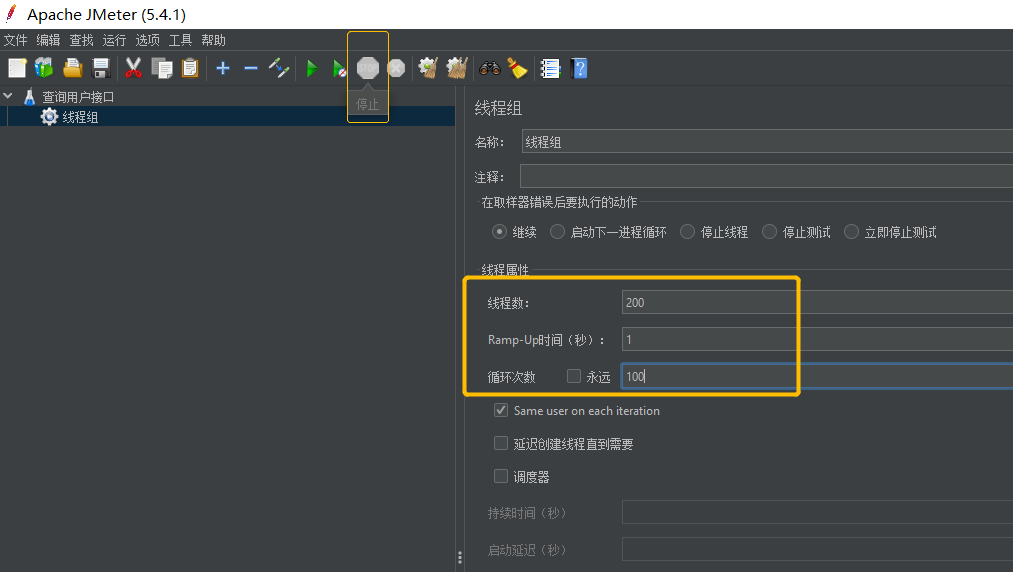 Apache JMeter (5.4.1)
文件 编辑 查找 运行 选项 工具 帮助
停止
查询用户接口
线程组
线程组
名称： 线程组
注释：
在取样器错误后要执行的动作
继续 启动下一进程循环 停止线程 停止测试 立即停止测试
线程属性
线程数： 200
Ramp-Up时间（秒）： 1
循环次数 永远 100
Same user on each iteration
延迟创建线程直到需要
调度器
持续时间（秒）
启动延迟（秒）